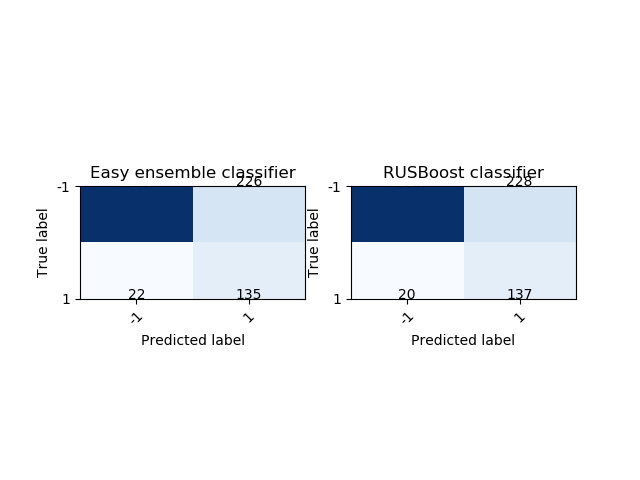 Easy ensemble classifier
-1
226
True label
1
22
135
-1
1
Predicted label
RUSBoost classifier
-1
228
True label
1
20
137
-1
1
Predicted label